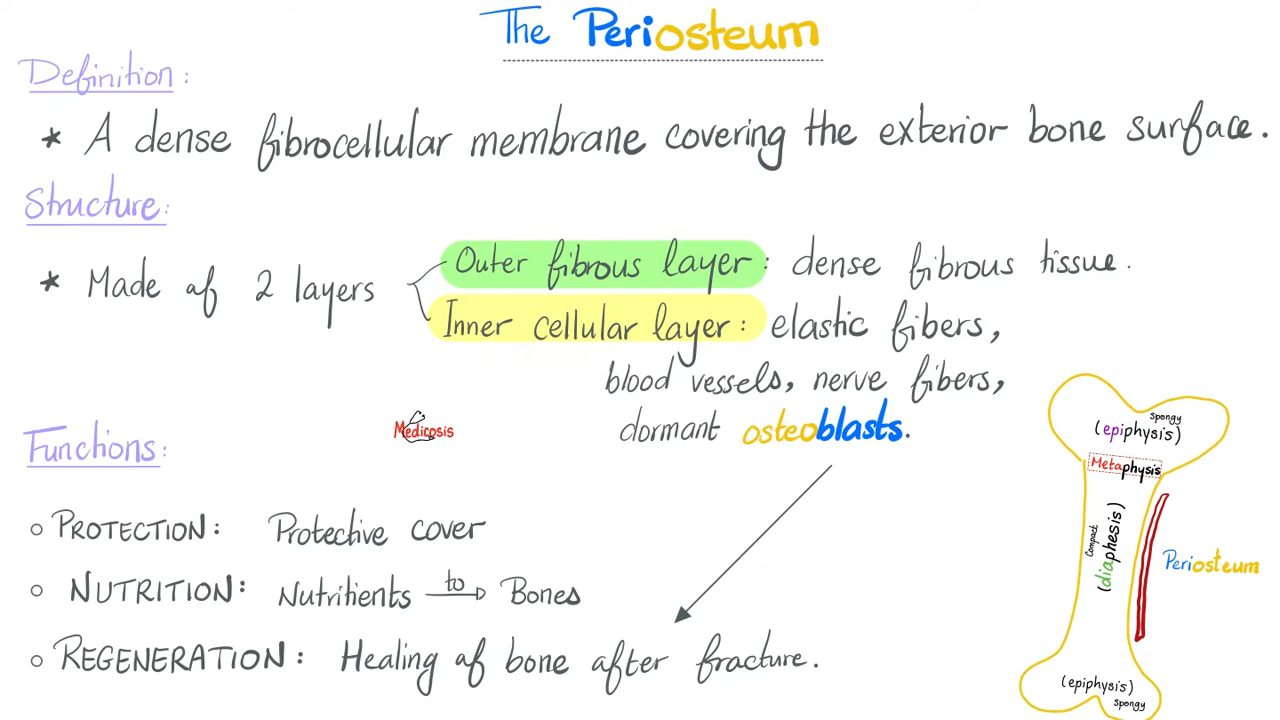 The Periosteum
Definition:
* A dense fibrocellular membrane covering the exterior bone surface.
Structure:
* Made of 2 layers
Outer fibrous layer: dense fibrous tissue.
Inner cellular layer: elastic fibers,
blood vessels, nerve fibers,
dormant osteoblasts.
Medicosis
Functions:
○ PROTECTION: Protective cover
○ NUTRITION: Nutritients to → Bones
○ REGENERATION: Healing of bone after fracture.
spongy
(epiphysis)
Metaphysis
Compact
(diaphesis)
Periosteum
(epiphysis)
spongy